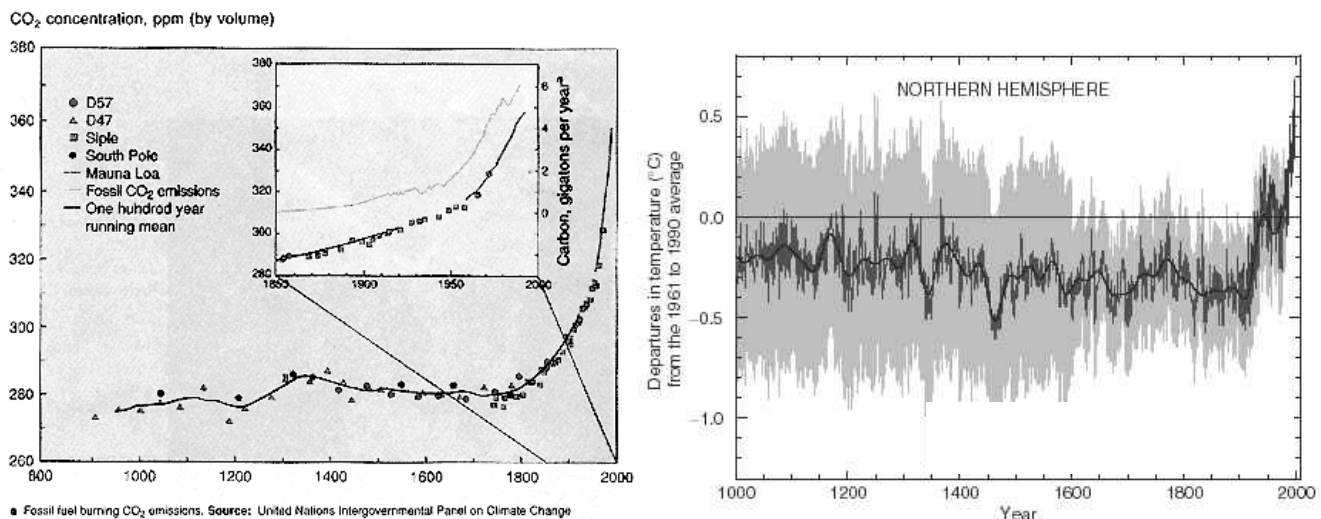 CO₂ concentration, ppm (by volume)
380
360
340
320
300
280
260
800
1000
1200
1400
1600
1800
2000
D57
D47
Siple
South Pole
Mauna Loa
Fossil CO₂ emissions
One hundred year
running mean
380
360
340
320
300
280
1850
1900
1950
2000
6
4
2
0
Carbon, gigatons per yearᵃ
a Fossil fuel burning CO₂ emissions. Source: United Nations Intergovernmental Panel on Climate Change
NORTHERN HEMISPHERE
Departures in temperature (°C)
from the 1961 to 1990 average
0.5
0.0
−0.5
−1.0
1000
1200
1400
1600
1800
2000
Year